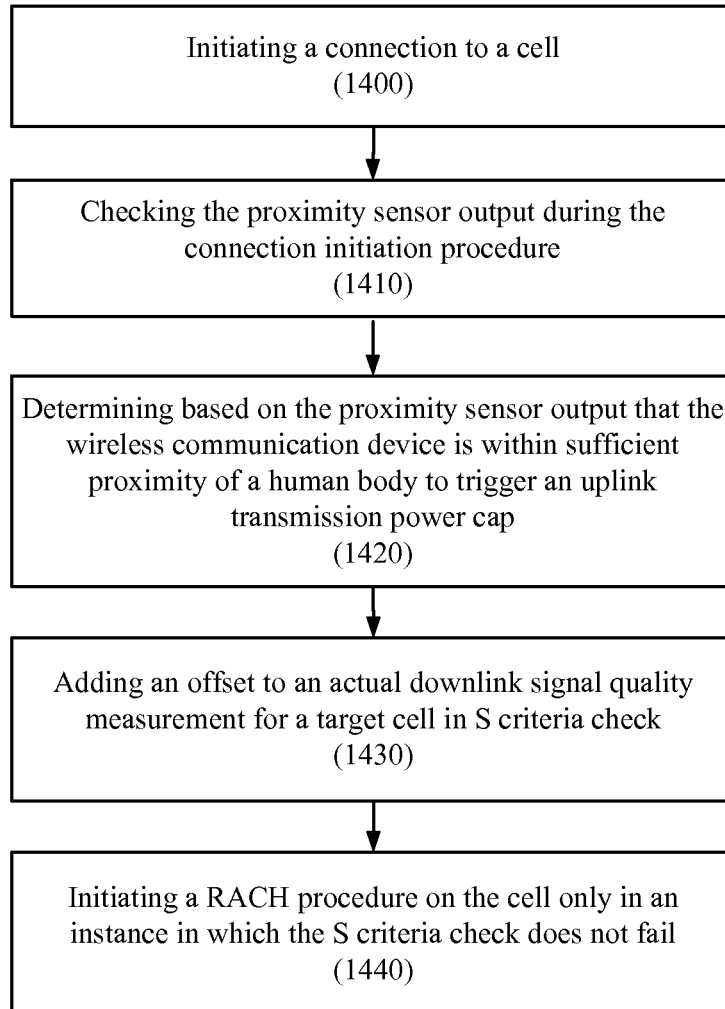 Initiating a connection to a cell
(1400)
Checking the proximity sensor output during the
connection initiation procedure
(1410)
Determining based on the proximity sensor output that the
wireless communication device is within sufficient
proximity of a human body to trigger an uplink
transmission power cap
(1420)
Adding an offset to an actual downlink signal quality
measurement for a target cell in S criteria check
(1430)
Initiating a RACH procedure on the cell only in an
instance in which the S criteria check does not fail
(1440)